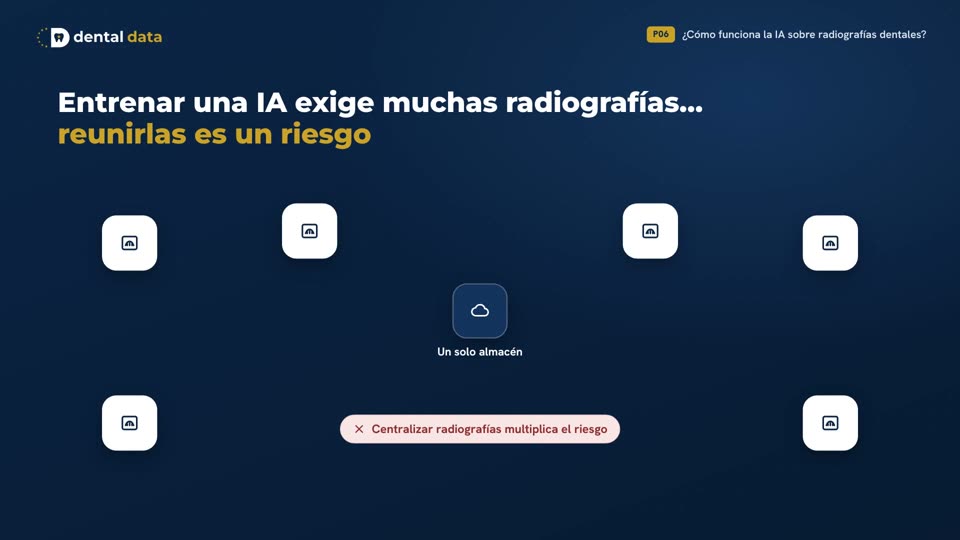 dental data
P06 ¿Cómo funciona la IA sobre radiografías dentales?
Entrenar una IA exige muchas radiografías...
reunirlas es un riesgo
Un solo almacén
Centralizar radiografías multiplica el riesgo